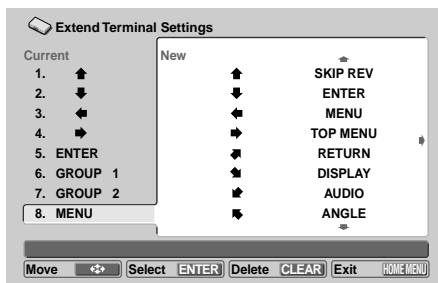 Extend Terminal Settings
Current New
1. ⬆ ⬆ SKIP REV
2. ⬇ ⬇ ENTER
3. ⬅ ⬅ MENU
4. ➡ ➡ TOP MENU
5. ENTER RETURN
6. GROUP 1 DISPLAY
7. GROUP 2 AUDIO
8. MENU ANGLE
Move Select ENTER Delete CLEAR Exit HOME MENU